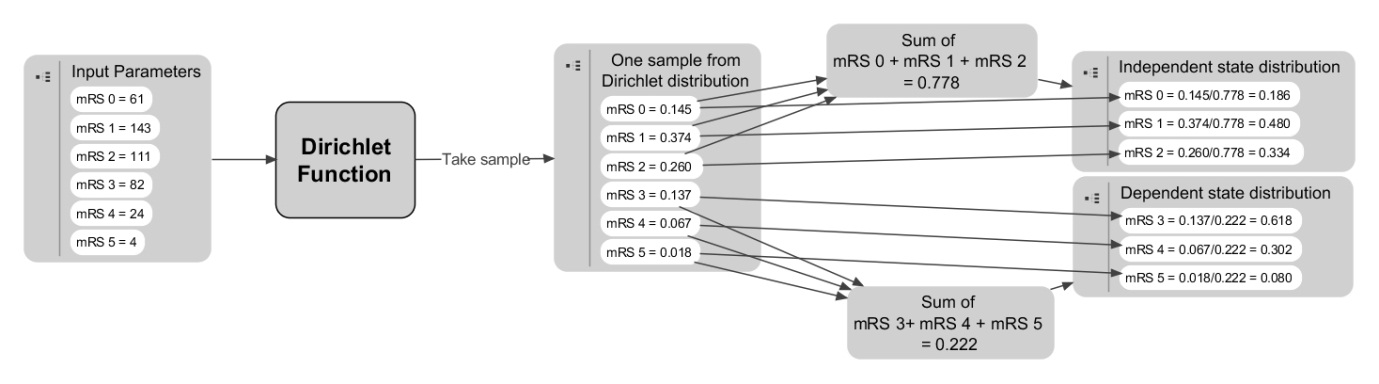 Input Parameters
mRS 0 = 61
mRS 1 = 143
mRS 2 = 111
mRS 3 = 82
mRS 4 = 24
mRS 5 = 4
Dirichlet
Function
Take sample
One sample from
Dirichlet distribution
mRS 0 = 0.145
mRS 1 = 0.374
mRS 2 = 0.260
mRS 3 = 0.137
mRS 4 = 0.067
mRS 5 = 0.018
Sum of
mRS 0 + mRS 1 + mRS 2
= 0.778
Sum of
mRS 3+ mRS 4 + mRS 5
= 0.222
Independent state distribution
mRS 0 = 0.145/0.778 = 0.186
mRS 1 = 0.374/0.778 = 0.480
mRS 2 = 0.260/0.778 = 0.334
Dependent state distribution
mRS 3 = 0.137/0.222 = 0.618
mRS 4 = 0.067/0.222 = 0.302
mRS 5 = 0.018/0.222 = 0.080